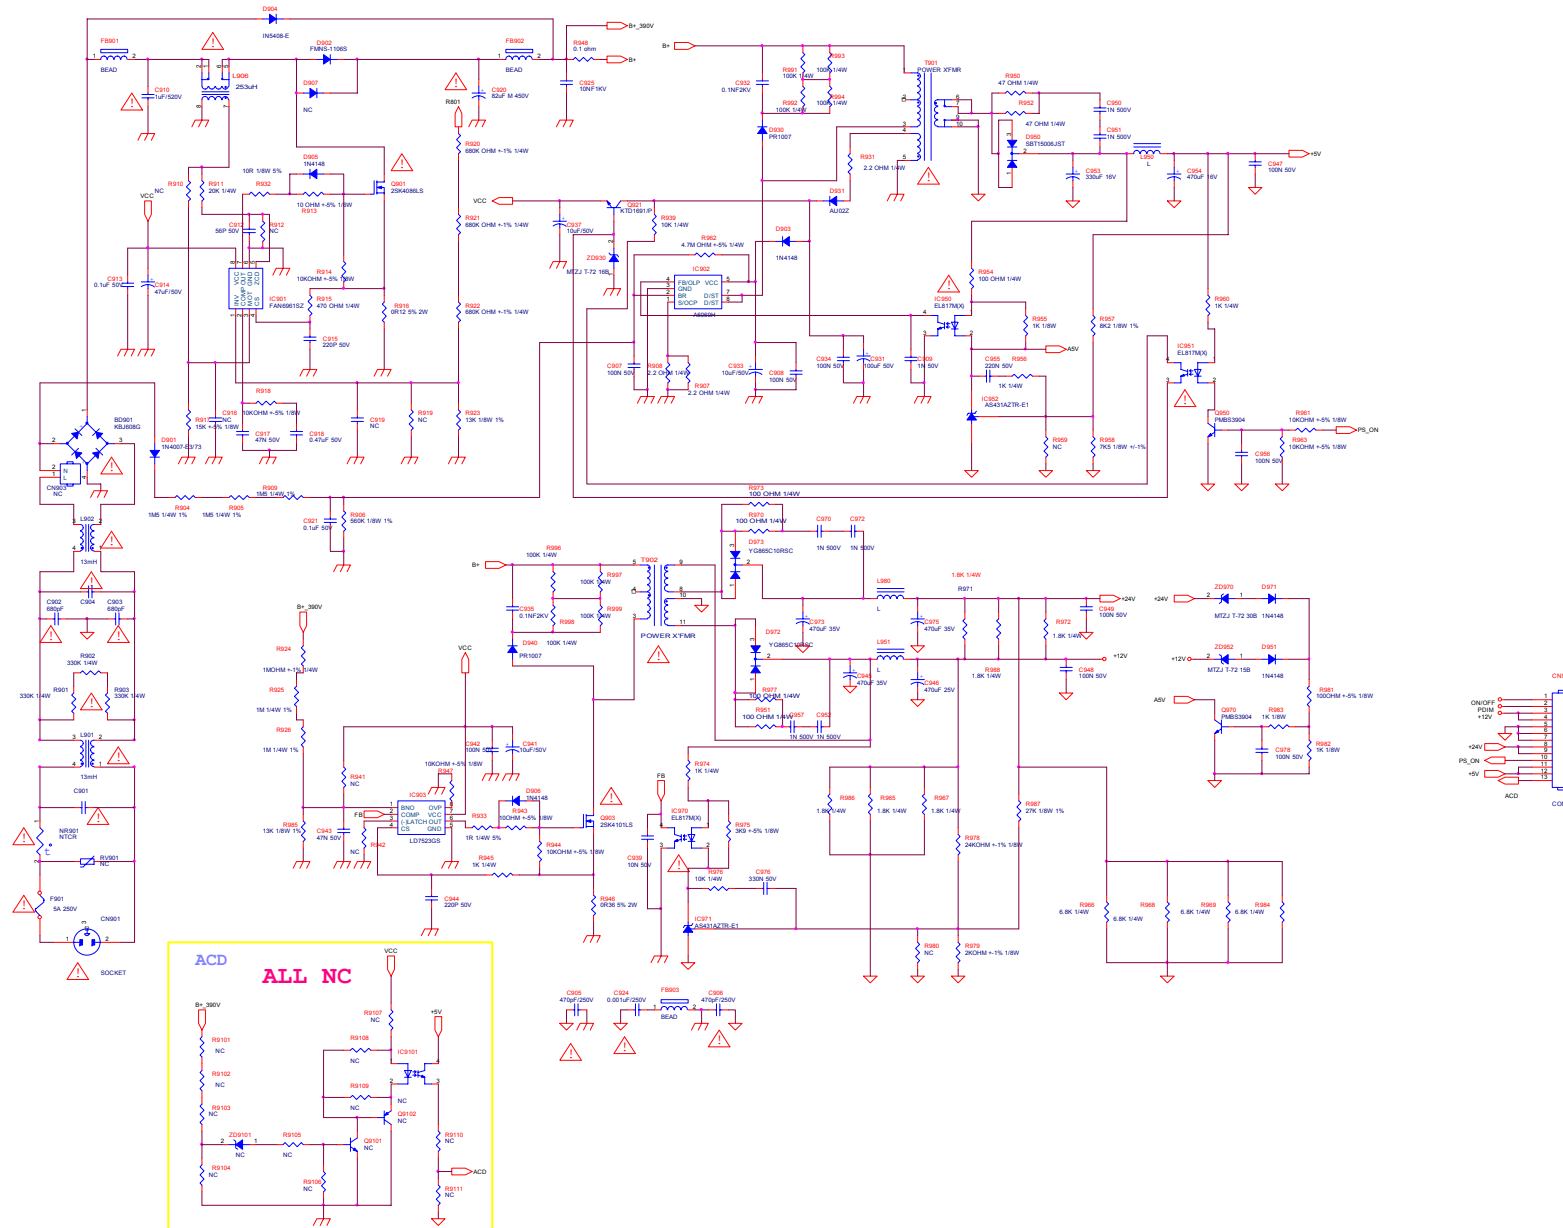 D904
IN5408-E
FB901
1 2
BEAD
L906
253uH
D902
FMNS-1106S
D907
NC
FB902
1 2
BEAD
B+_390V
R948
0.1 ohm
B+
C910
1uF/520V
C920
82uF M 450V
C925
10NF1KV
R801
R920
680K OHM +-1% 1/4W
R921
680K OHM +-1% 1/4W
R922
680K OHM +-1% 1/4W
R923
13K 1/8W 1%
D905
1N4148
R910
NC
R911
20K 1/4W
10R 1/8W 5%
R932
10 OHM +-5% 1/8W
R913
Q901
2SK4086LS
VCC
C912
56P 50V
R912
NC
C913
0.1uF 50V
C914
47uF/50V
IC901
FAN6961SZ
INV
COMP
MOT
CS
VCC
OUT
GND
ZCD
R914
10KOHM +-5% 1/8W
R915
470 OHM 1/4W
R916
0R12 5% 2W
C915
220P 50V
R918
10KOHM +-5% 1/8W
R917
15K +-5% 1/8W
C916
NC
C917
47N 50V
C918
0.47uF 50V
C919
NC
R919
NC
B+
C932
0.1NF2KV
R991
100K 1/4W
R993
100K 1/4W
R992
100K 1/4W
R994
100K 1/4W
D930
PR1007
T901
POWER X'FMR
R931
2.2 OHM 1/4W
R950
47 OHM 1/4W
R952
47 OHM 1/4W
C950
1N 500V
C951
1N 500V
D950
SBT15006JST
L950
L
+5V
C953
330uF 16V
C954
470uF 16V
C947
100N 50V
VCC
Q921
KTD1691/P
D931
AU02Z
C937
10uF/50V
ZD930
MTZJ T-72 16B
R939
10K 1/4W
R962
4.7M OHM +-5% 1/4W
D903
1N4148
IC902
FB/OLP VCC
GND
BR D/ST
S/OCP D/ST
A6069H
C907
100N 50V
R908
2.2 OHM 1/4W
R907
2.2 OHM 1/4W
C933
10uF/50V
C908
100N 50V
C934
100N 50V
C931
100uF 50V
C909
1N 50V
IC950
EL817M(X)
R954
100 OHM 1/4W
R955
1K 1/8W
A5V
C955
220N 50V
R956
1K 1/4W
IC952
AS431AZTR-E1
R957
8K2 1/8W 1%
R959
NC
R958
7K5 1/8W +/-1%
R960
1K 1/4W
IC951
EL817M(X)
Q950
PMBS3904
R961
10KOHM +-5% 1/8W
PS_ON
R963
10KOHM +-5% 1/8W
C956
100N 50V
BD901
KBJ608G
N
L
CN903
NC
D901
1N4007-E3/73
R904
1M5 1/4W 1%
R905
1M5 1/4W 1%
R909
1M5 1/4W 1%
C921
0.1uF 50V
R906
560K 1/8W 1%
L902
13mH
C902
680pF
C904
C903
680pF
R902
330K 1/4W
R901
330K 1/4W
R903
330K 1/4W
L901
13mH
C901
NR901
NTCR
t°
RV901
NC
F901
5A 250V
CN901
SOCKET
R973
100 OHM 1/4W
R970
100 OHM 1/4W
C970
1N 500V
C972
1N 500V
D973
YG865C10RSC
B+
R996
100K 1/4W
R997
100K 1/4W
R998
100K 1/4W
R999
100K 1/4W
C935
0.1NF2KV
D940
PR1007
T902
POWER X'FMR
D972
YG865C10RSC
R977
100 OHM 1/4W
R951
100 OHM 1/4W
C957
1N 500V
C952
1N 500V
L980
L
L951
L
C973
470uF 35V
C975
470uF 35V
C945
470uF 35V
C946
470uF 25V
1.8K 1/4W
R971
R988
1.8K 1/4W
R972
1.8K 1/4W
+24V
C949
100N 50V
+12V
C948
100N 50V
+24V
ZD970
MTZJ T-72 30B
D971
1N4148
+12V
ZD952
MTZJ T-72 15B
D951
1N4148
A5V
Q970
PMBS3904
R981
100OHM +-5% 1/8W
R983
1K 1/8W
R982
1K 1/8W
C978
100N 50V
ON/OFF
PDIM
+12V
+24V
PS_ON
+5V
ACD
B+_390V
R924
1MOHM +-1% 1/4W
R925
1M 1/4W 1%
R926
1M 1/4W 1%
R985
13K 1/8W 1%
R941
NC
C943
47N 50V
R942
NC
FB
IC903
BNO OVP
COMP VCC
(-)LATCH OUT
CS GND
LD7523GS
VCC
C942
100N 50V
C941
10uF/50V
10KOHM +-5% 1/8W
R947
D906
1N4148
R933
1R 1/4W 5%
R943
10OHM +-5% 1/8W
R944
10KOHM +-5% 1/8W
R945
1K 1/4W
C944
220P 50V
Q903
2SK4101LS
R946
0R36 5% 2W
FB
C939
10N 50V
IC970
EL817M(X)
R974
1K 1/4W
R975
3K9 +-5% 1/8W
R976
10K 1/4W
C976
330N 50V
IC971
AS431AZTR-E1
R986
1.8K 1/4W
R965
1.8K 1/4W
R967
1.8K 1/4W
R987
27K 1/8W 1%
R978
24KOHM +-1% 1/8W
R980
NC
R979
2KOHM +-1% 1/8W
R966
6.8K 1/4W
R968
6.8K 1/4W
R969
6.8K 1/4W
R984
6.8K 1/4W
C905
470pF/250V
C924
0.001uF/250V
FB903
1 2
BEAD
C906
470pF/250V
ACD
ALL NC
VCC
B+_390V
R9101
NC
R9102
NC
R9103
NC
R9104
NC
ZD9101
NC
R9105
NC
R9106
NC
R9107
NC
R9108
NC
R9109
NC
Q9101
NC
Q9102
NC
IC9101
+5V
R9110
NC
ACD
R9111
NC